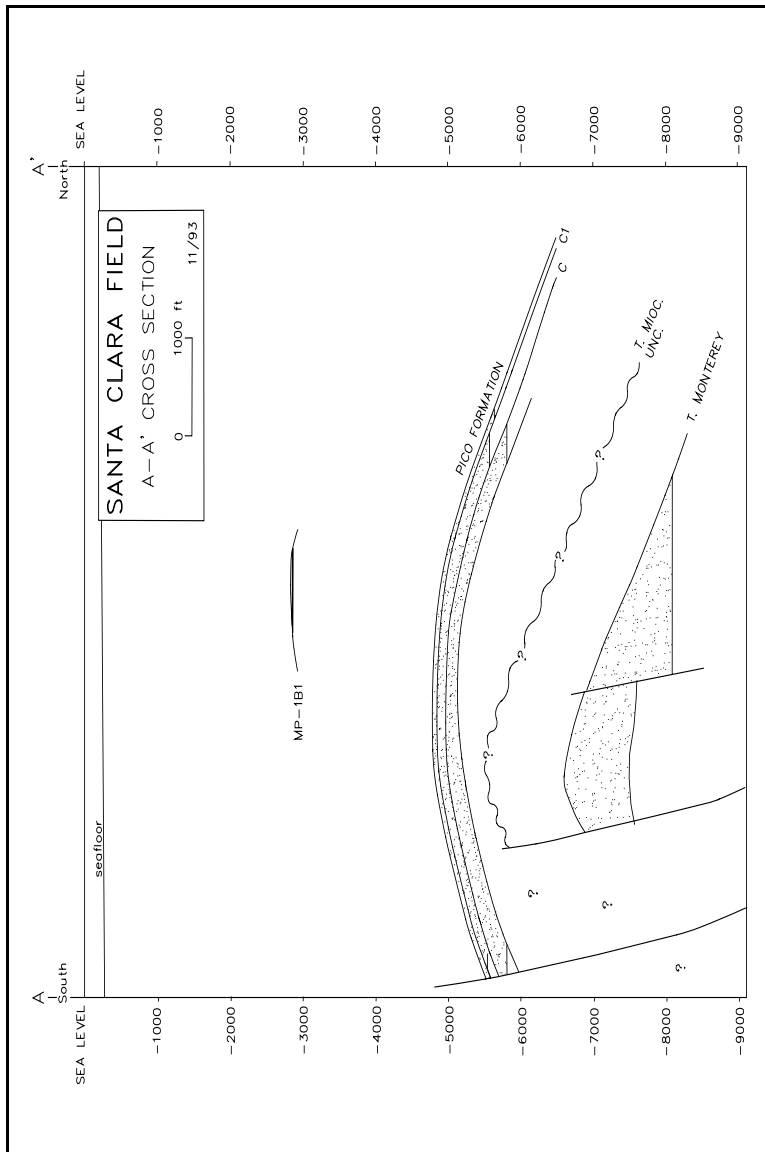 A
South
A'
North
SANTA CLARA FIELD
A-A' CROSS SECTION
0 1000 ft
11/93
seafloor
SEA LEVEL
-1000
-2000
-3000
-4000
-5000
-6000
-7000
-8000
-9000
SEA LEVEL
-1000
-2000
-3000
-4000
-5000
-6000
-7000
-8000
-9000
MP-1B1
PICO FORMATION
C1
C
T. MIOC.
UNC.
T. MONTEREY
?
?
?
?
?
?
?